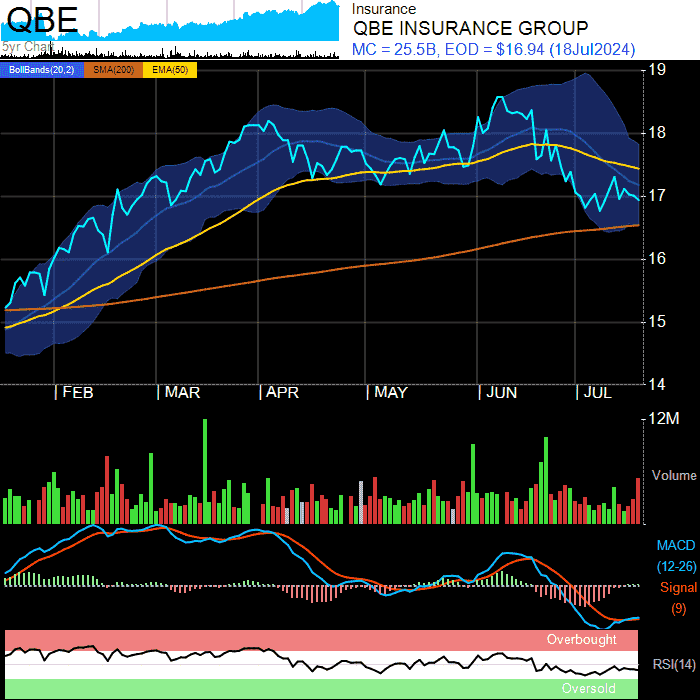 QBE
5yr Chart
Insurance
QBE INSURANCE GROUP
MC = 25.5B, EOD = $16.94 (18Jul2024)
BollBands(20,2) SMA(200) EMA(50)
19
18
17
16
15
14
FEB MAR APR MAY JUN JUL
12M
Volume
MACD
(12-26)
Signal
(9)
Overbought
RSI(14)
Oversold